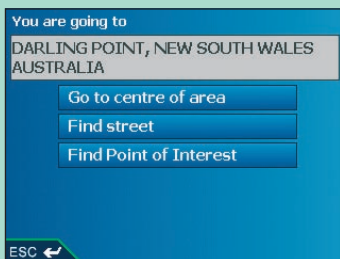 You are going to
DARLING POINT, NEW SOUTH WALES
AUSTRALIA
Go to centre of area
Find street
Find Point of Interest
ESC